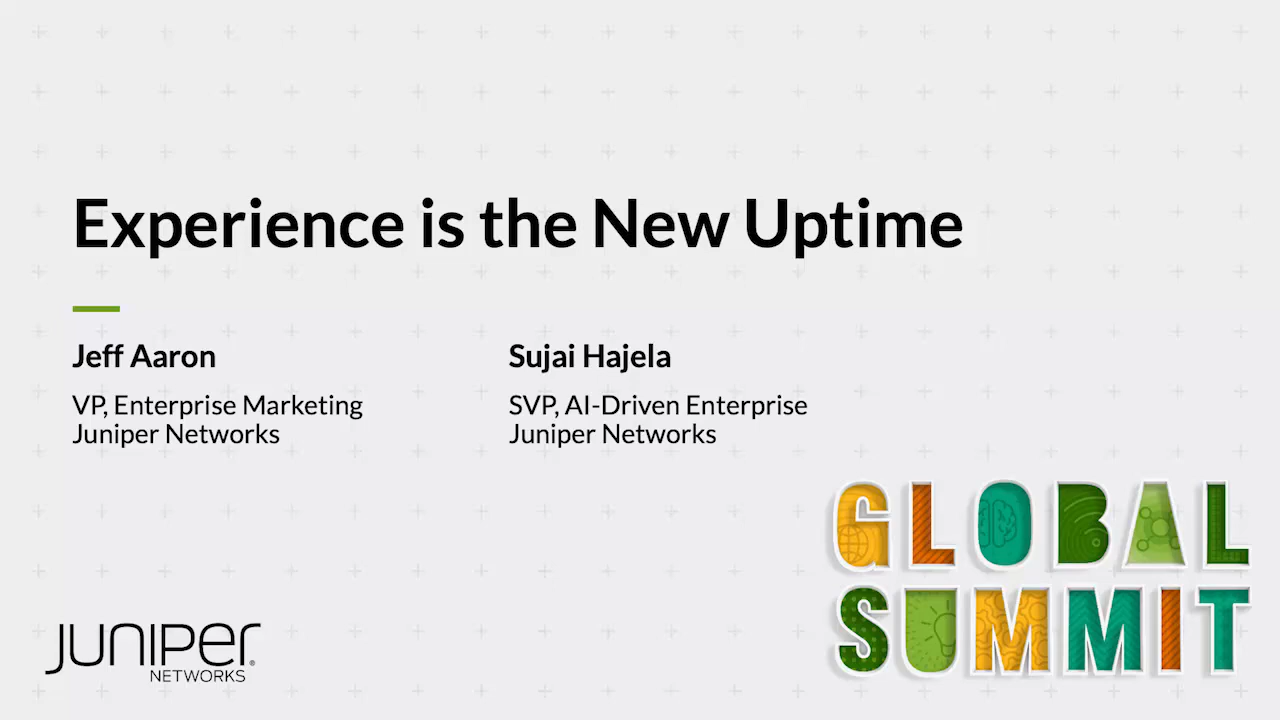 Experience is the New Uptime
Jeff Aaron
VP, Enterprise Marketing
Juniper Networks
Sujai Hajela
SVP, AI-Driven Enterprise
Juniper Networks
GLOBAL
SUMMIT
JUNIPEr
NETWORKS®